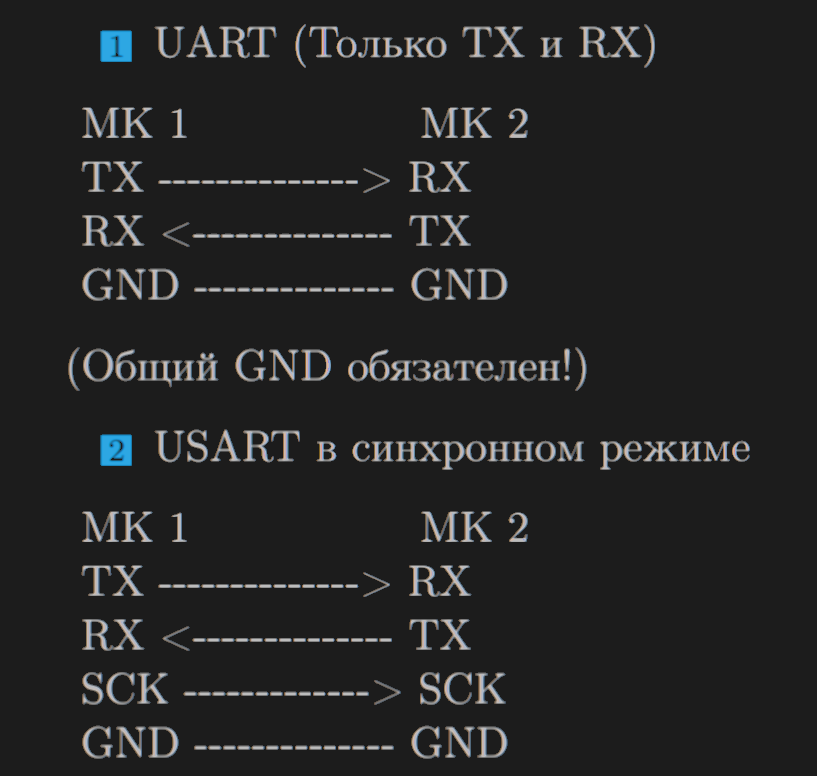 1 UART (Только TX и RX)
МК 1 МК 2
TX --------------> RX
RX <-------------- TX
GND -------------- GND
(Общий GND обязателен!)
2 USART в синхронном режиме
МК 1 МК 2
TX --------------> RX
RX <-------------- TX
SCK -------------> SCK
GND -------------- GND